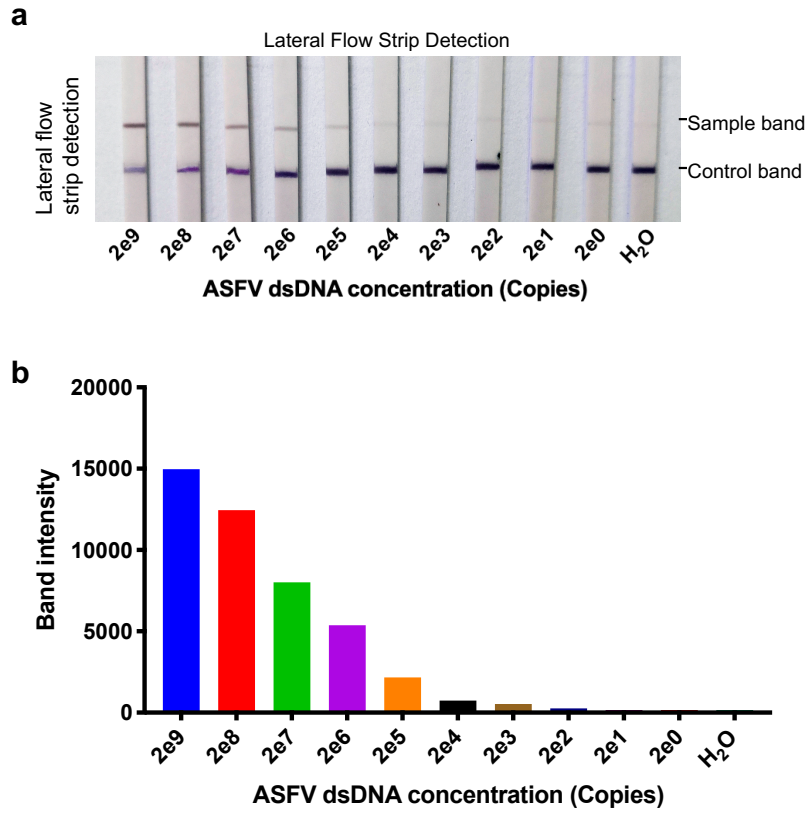 a
Lateral Flow Strip Detection
Lateral flow
strip detection
Sample band
Control band
2e9 2e8 2e7 2e6 2e5 2e4 2e3 2e2 2e1 2e0 H₂O
ASFV dsDNA concentration (Copies)
b
20000
15000
10000
5000
0
Band intensity
2e9 2e8 2e7 2e6 2e5 2e4 2e3 2e2 2e1 2e0 H₂O
ASFV dsDNA concentration (Copies)